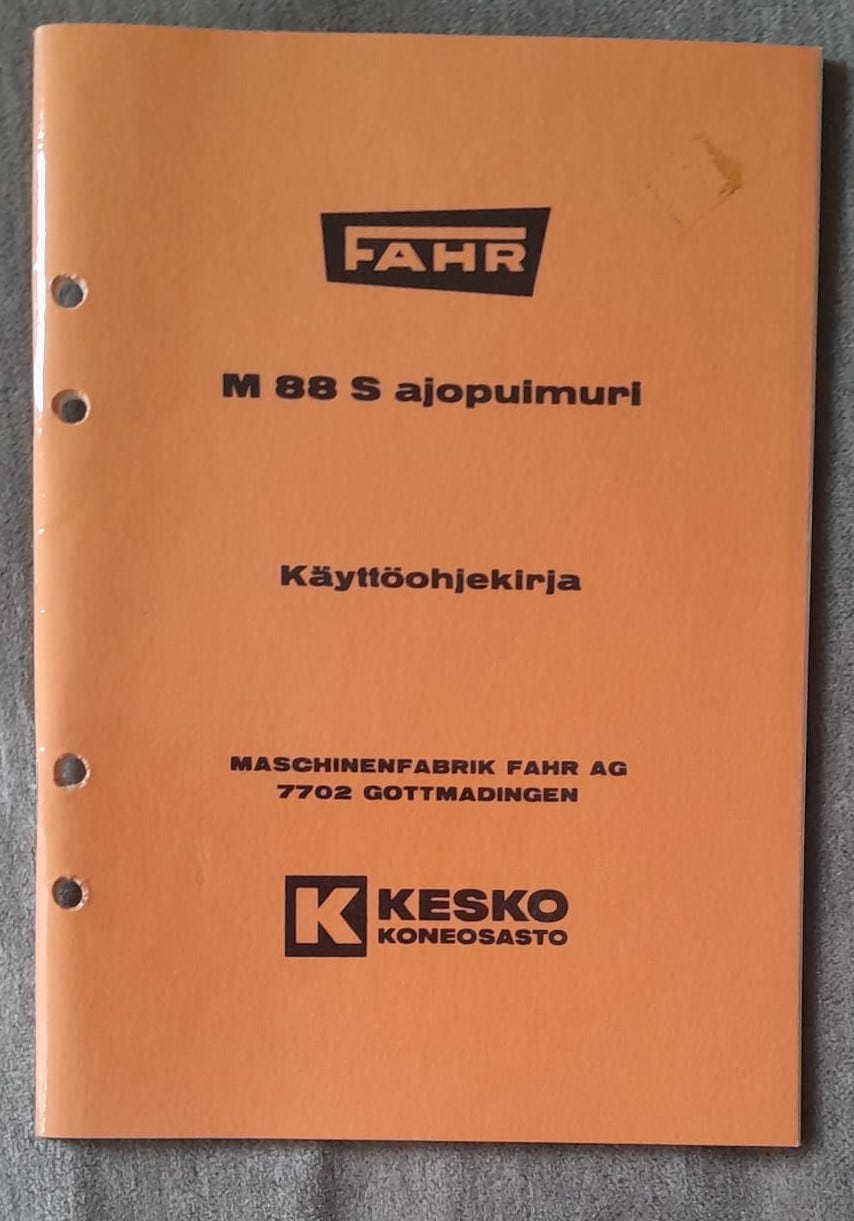 FAHR
M 88 S ajopuimuri
Käyttöohjekirja
MASCHINENFABRIK FAHR AG
7702 GOTTMADINGEN
K KESKO
KONEOSASTO